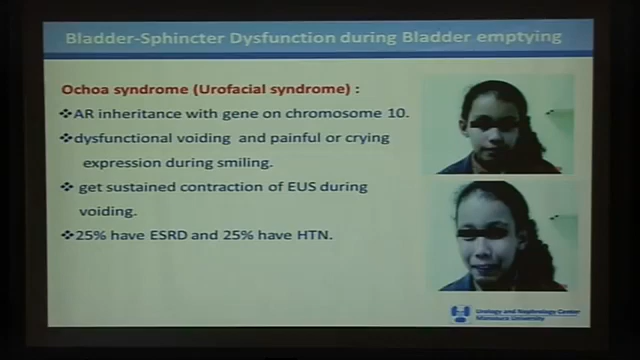 Bladder-Sphincter Dysfunction during Bladder emptying
Ochoa syndrome (Urofacial syndrome) :
❖AR inheritance with gene on chromosome 10.
❖dysfunctional voiding and painful or crying
expression during smiling.
❖get sustained contraction of EUS during
voiding.
❖25% have ESRD and 25% have HTN.
Urology and Nephrology Center
Mansoura University